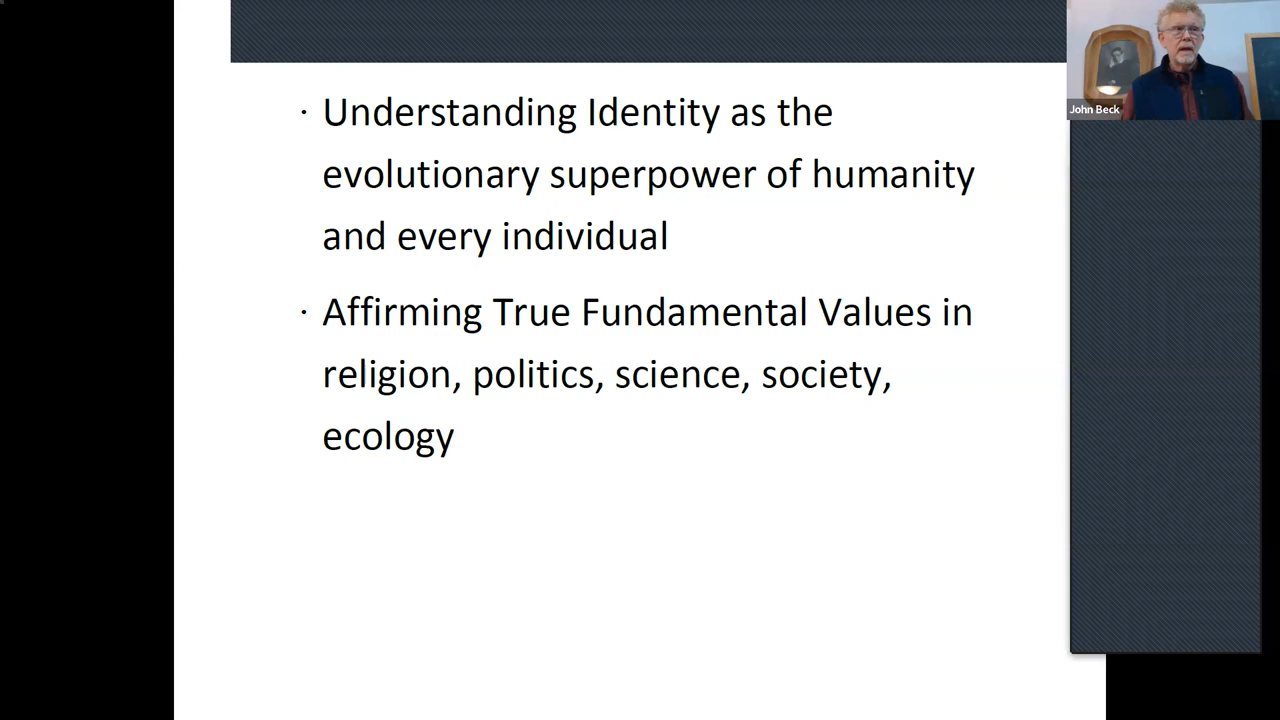 · Understanding Identity as the
evolutionary superpower of humanity
and every individual
· Affirming True Fundamental Values in
religion, politics, science, society,
ecology
John Beck